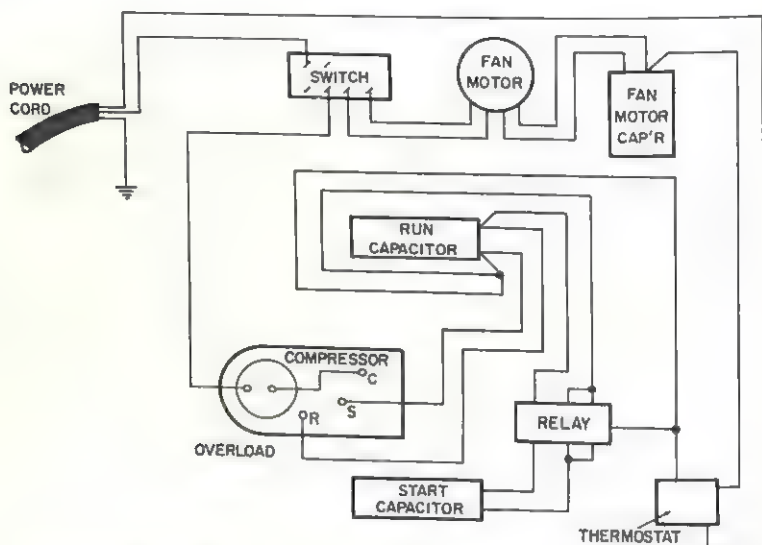 POWER
CORD
SWITCH
FAN
MOTOR
FAN
MOTOR
CAP'R
RUN
CAPACITOR
COMPRESSOR
C
S
R
OVERLOAD
RELAY
START
CAPACITOR
THERMOSTAT